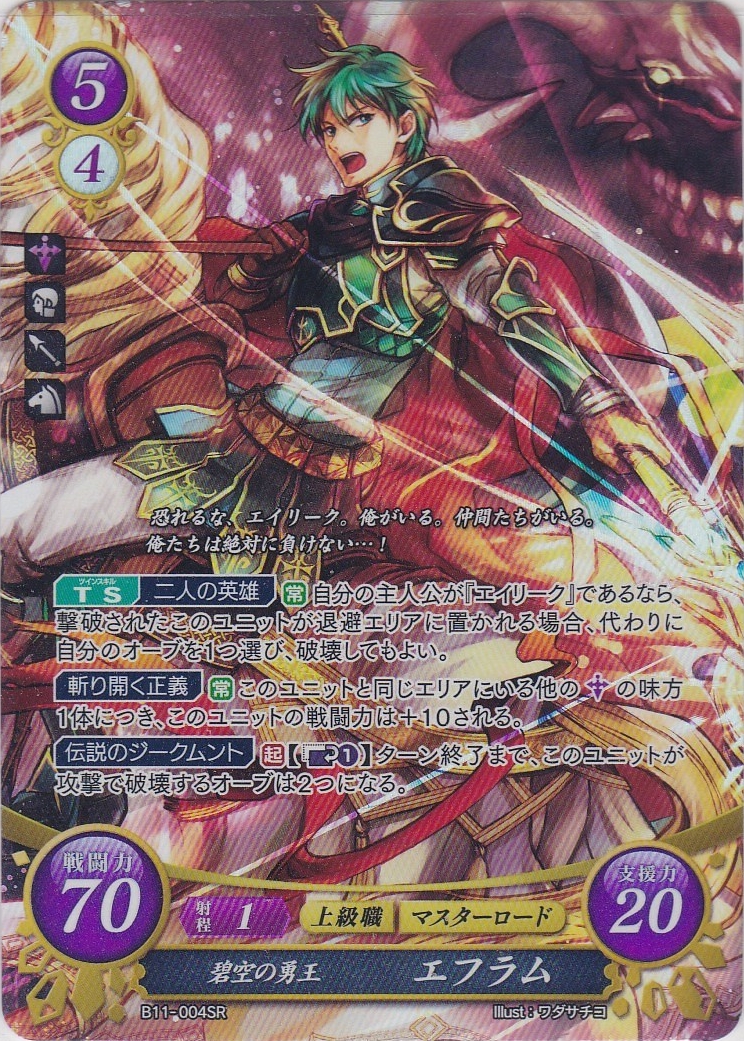 5
4
恐れるな、エイリーク。俺がいる。仲間たちがいる。
俺たちは絶対に負けない…！
ツインスキル
TS 二人の英雄 常 自分の主人公が『エイリーク』であるなら、
撃破されたこのユニットが退避エリアに置かれる場合、代わりに
自分のオーブを1つ選び、破壊してもよい。
斬り開く正義 常 このユニットと同じエリアにいる他の の味方
1体につき、このユニットの戦闘力は＋10される。
伝説のジークムント 起【 1】ターン終了まで、このユニットが
攻撃で破壊するオーブは2つになる。
戦闘力
70
射程 1
上級職 マスターロード
支援力
20
碧空の勇王 エフラム
B11-004SR
Illust：ワダサチコ